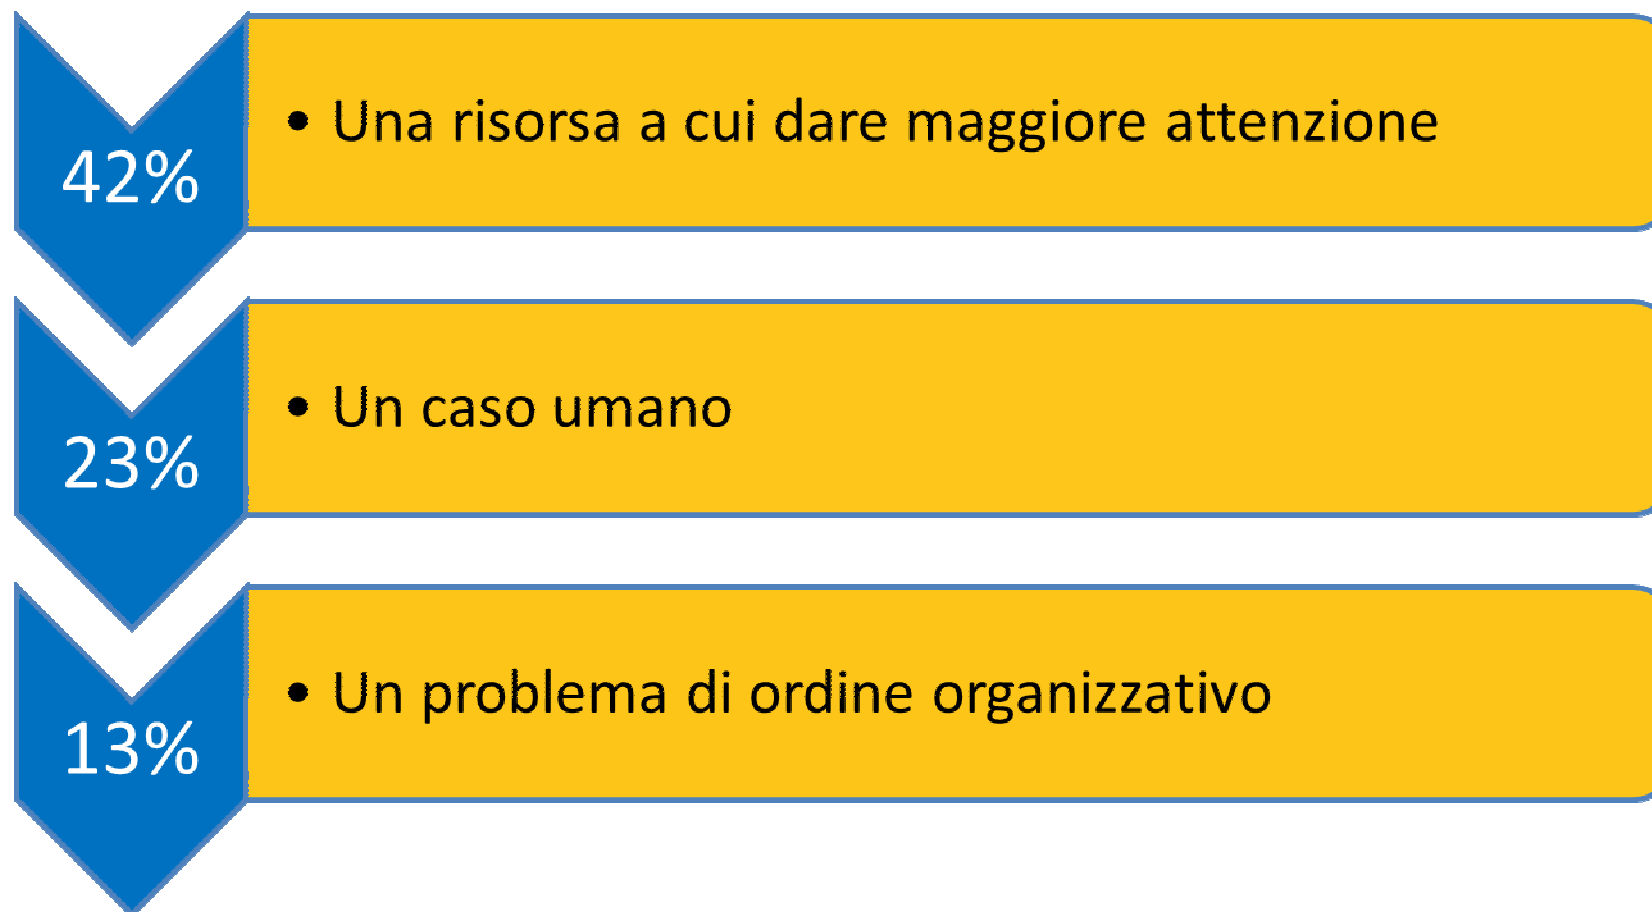 42%
• Una risorsa a cui dare maggiore attenzione
23%
• Un caso umano
13%
• Un problema di ordine organizzativo